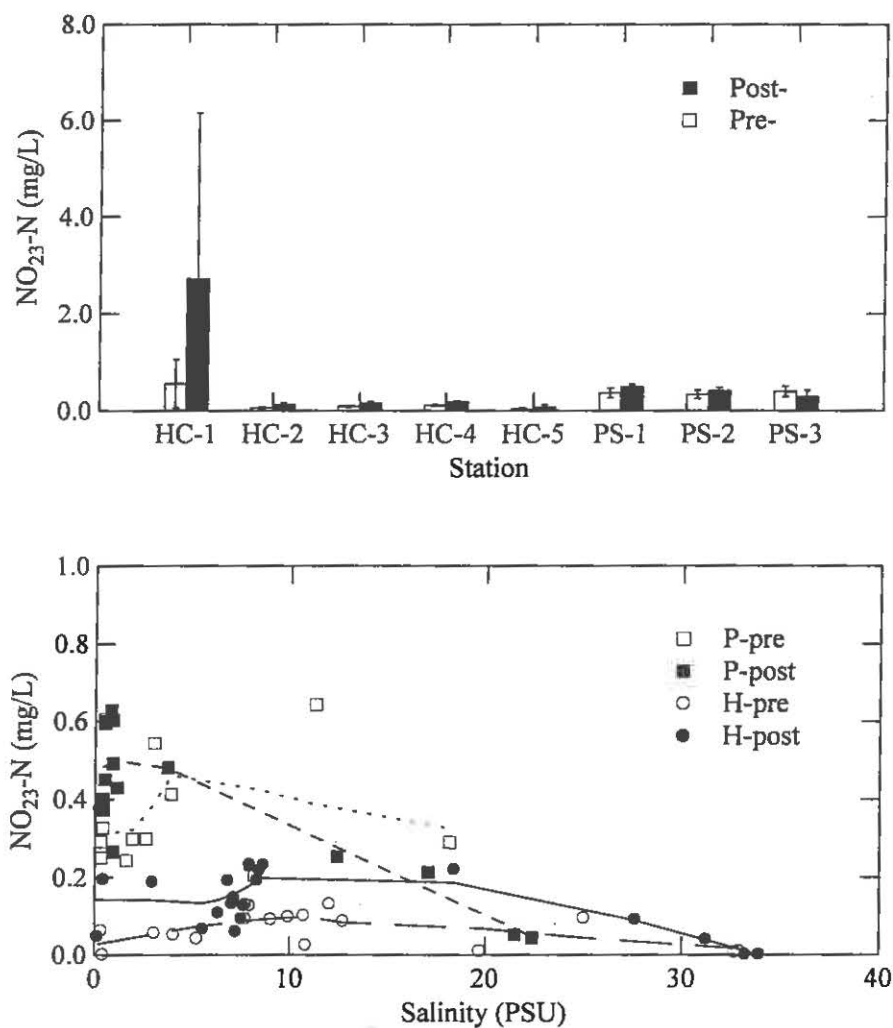 8.0
6.0
4.0
2.0
0.0
NO23-N (mg/L)
Post-
Pre-
HC-1 HC-2 HC-3 HC-4 HC-5 PS-1 PS-2 PS-3
Station
1.0
0.8
0.6
0.4
0.2
0.0
NO23-N (mg/L)
P-pre
P-post
H-pre
H-post
0 10 20 30 40
Salinity (PSU)